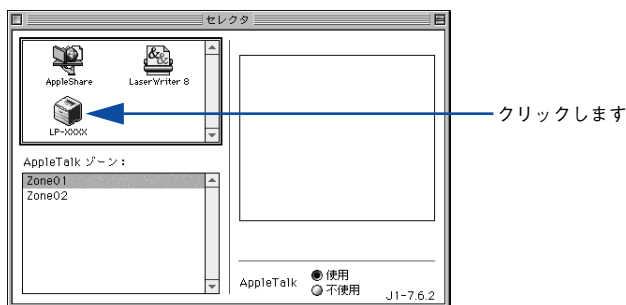 セレクタ
AppleShare
LaserWriter 8
LP-XXXX
クリックします
AppleTalk ゾーン：
Zone01
Zone02
AppleTalk
使用
不使用
J1-7.6.2